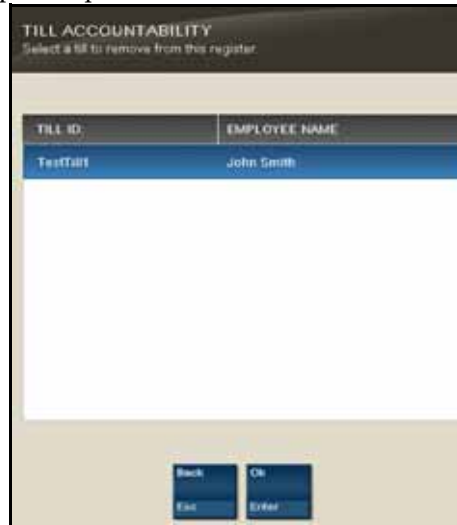 TILL ACCOUNTABILITY
Select a till to remove from this register
TILL ID: EMPLOYEE NAME
TestTill1 John Smith
Back Ok
Esc Enter